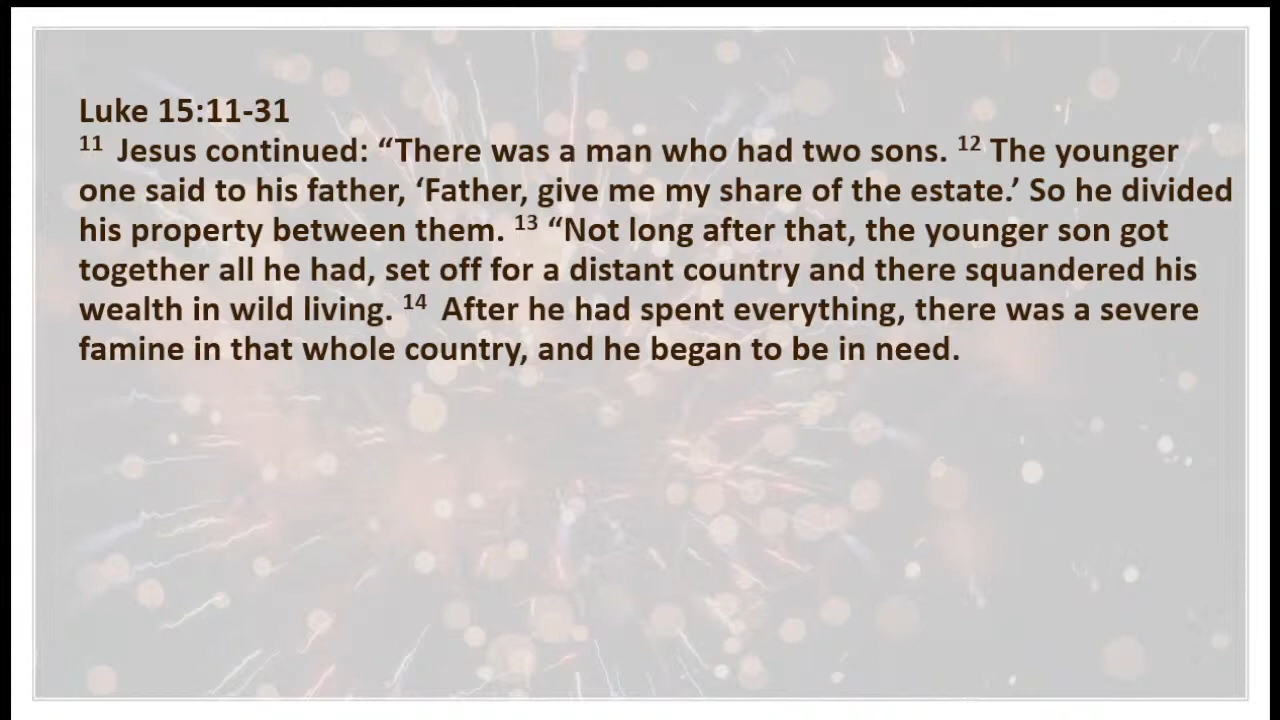 Luke 15:11-31
11 Jesus continued: “There was a man who had two sons. 12 The younger
one said to his father, ‘Father, give me my share of the estate.’ So he divided
his property between them. 13 “Not long after that, the younger son got
together all he had, set off for a distant country and there squandered his
wealth in wild living. 14 After he had spent everything, there was a severe
famine in that whole country, and he began to be in need.